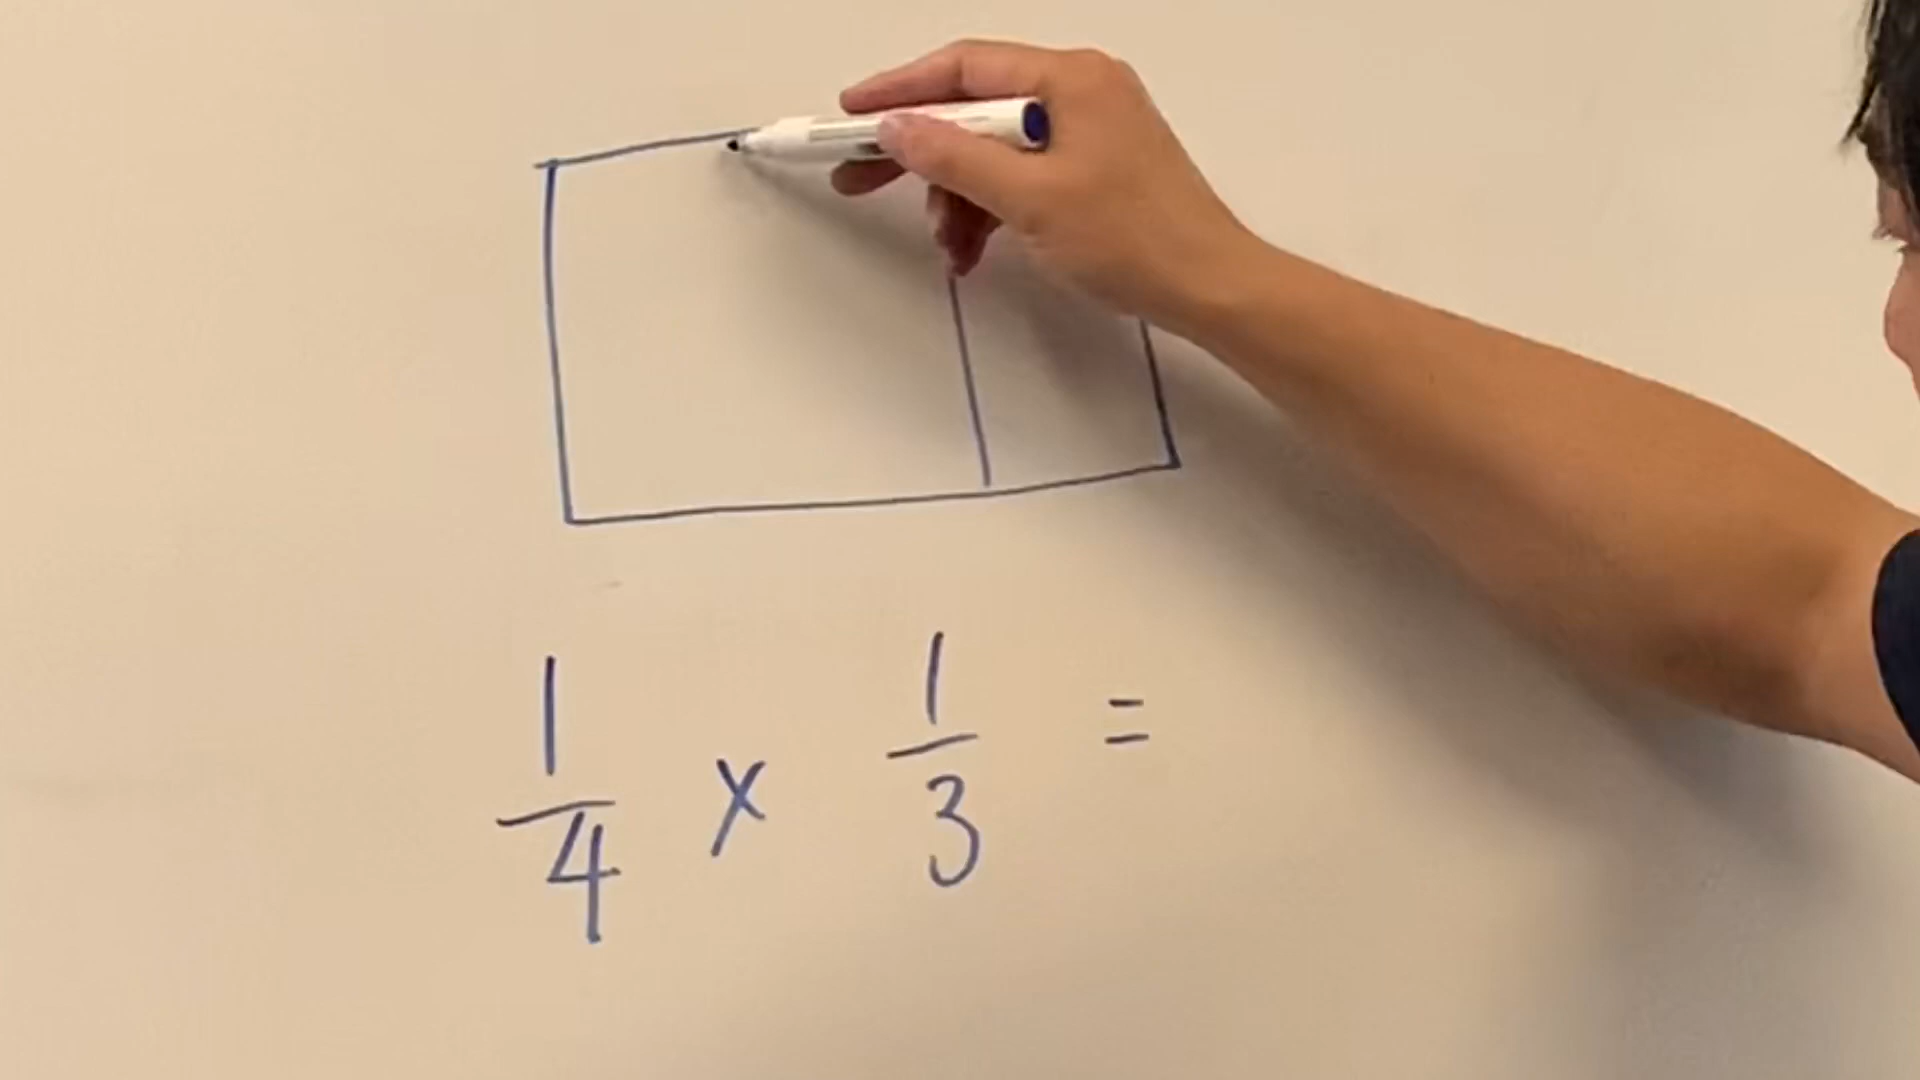 1/4 x 1/3 =